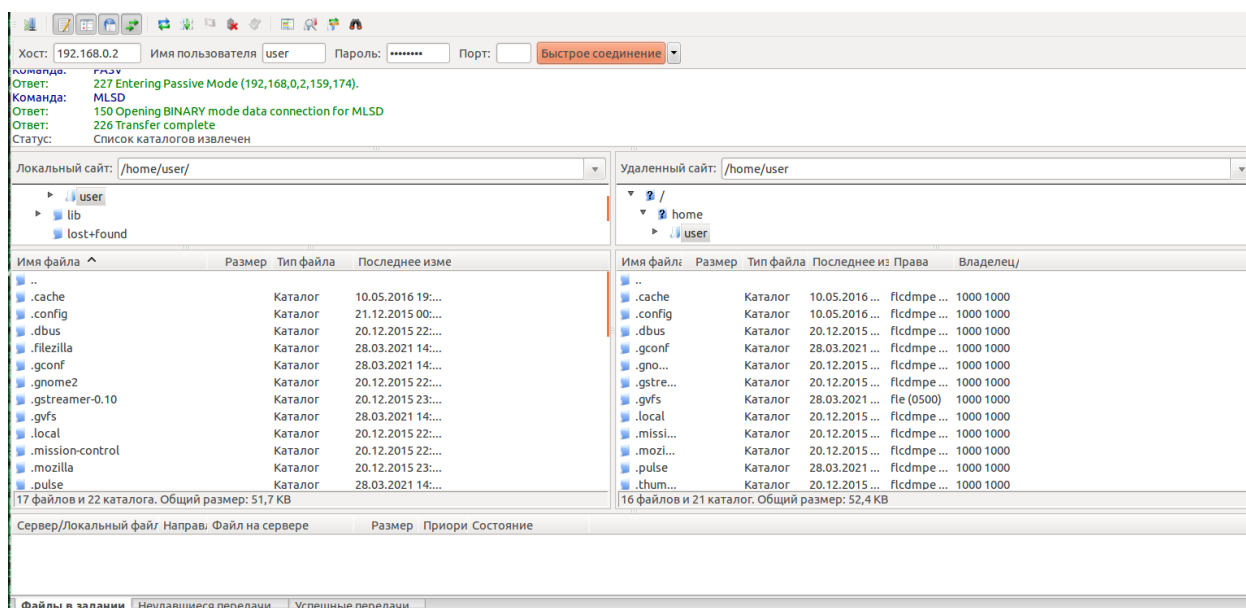 Хост: 192.168.0.2 Имя пользователя user Пароль: •••••••• Порт: Быстрое соединение
Команда: PASV
Ответ: 227 Entering Passive Mode (192,168,0,2,159,174).
Команда: MLSD
Ответ: 150 Opening BINARY mode data connection for MLSD
Ответ: 226 Transfer complete
Статус: Список каталогов извлечен
Локальный сайт: /home/user/
user
lib
lost+found
Имя файла Размер Тип файла Последнее изме
..
.cache Каталог 10.05.2016 19:...
.config Каталог 21.12.2015 00:...
.dbus Каталог 20.12.2015 22:...
.filezilla Каталог 28.03.2021 14:...
.gconf Каталог 28.03.2021 14:...
.gnome2 Каталог 20.12.2015 22:...
.gstreamer-0.10 Каталог 20.12.2015 23:...
.gvfs Каталог 28.03.2021 14:...
.local Каталог 20.12.2015 22:...
.mission-control Каталог 20.12.2015 22:...
.mozilla Каталог 20.12.2015 23:...
.pulse Каталог 28.03.2021 14:...
17 файлов и 22 каталога. Общий размер: 51,7 KB
Удаленный сайт: /home/user
/
home
user
Имя файла Размер Тип файла Последнее из Права Владелец/
..
.cache Каталог 10.05.2016 ... flcdmpe ... 1000 1000
.config Каталог 10.05.2016 ... flcdmpe ... 1000 1000
.dbus Каталог 20.12.2015 ... flcdmpe ... 1000 1000
.gconf Каталог 28.03.2021 ... flcdmpe ... 1000 1000
.gno... Каталог 20.12.2015 ... flcdmpe ... 1000 1000
.gstre... Каталог 20.12.2015 ... flcdmpe ... 1000 1000
.gvfs Каталог 28.03.2021 ... fle (0500) 1000 1000
.local Каталог 20.12.2015 ... flcdmpe ... 1000 1000
.missi... Каталог 20.12.2015 ... flcdmpe ... 1000 1000
.mozi... Каталог 20.12.2015 ... flcdmpe ... 1000 1000
.pulse Каталог 28.03.2021 ... flcdmpe ... 1000 1000
.thum... Каталог 20.12.2015 ... flcdmpe ... 1000 1000
16 файлов и 21 каталог. Общий размер: 52,4 KB
Сервер/Локальный файл Направл Файл на сервере Размер Приори Состояние
Файлы в задании Неудавшиеся передачи Успешные передачи